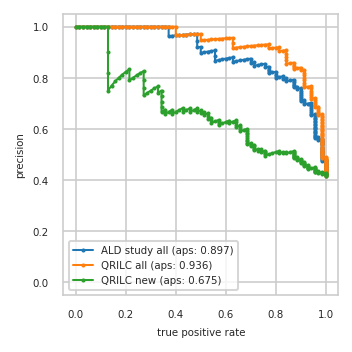 1.0
0.8
0.6
0.4
0.2
0.0
precision
ALD study all (aps: 0.897)
QRILC all (aps: 0.936)
QRILC new (aps: 0.675)
0.0 0.2 0.4 0.6 0.8 1.0
true positive rate